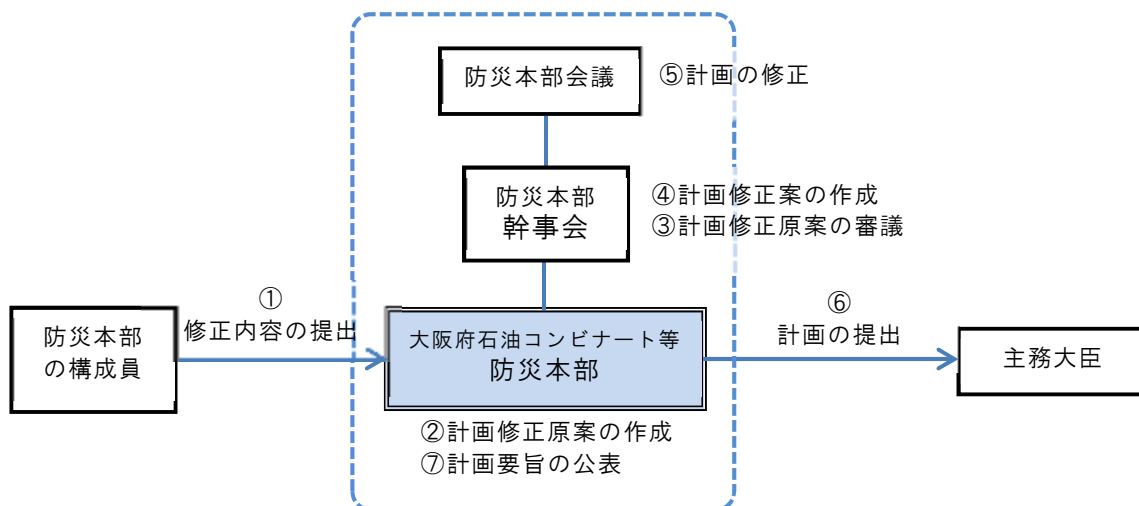 防災本部会議
⑤計画の修正
防災本部
幹事会
④計画修正案の作成
③計画修正原案の審議
①
修正内容の提出
防災本部
の構成員
大阪府石油コンビナート等
防災本部
⑥
計画の提出
主務大臣
②計画修正原案の作成
⑦計画要旨の公表